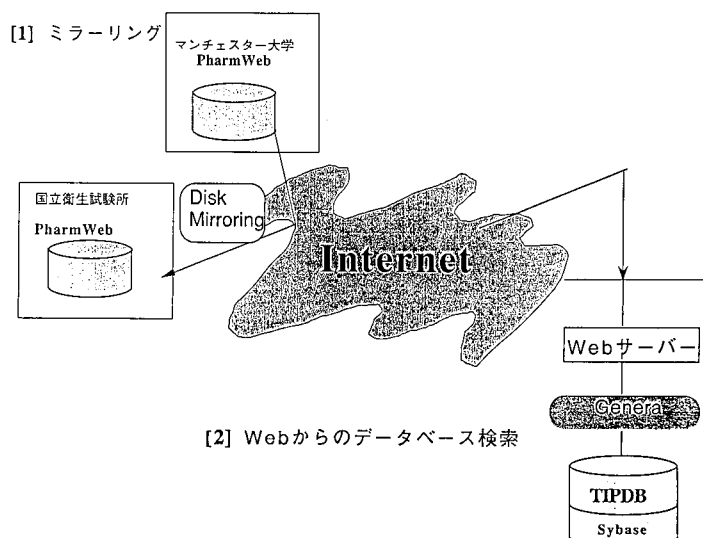 [1] ミラーリング
マンチェスター大学
PharmWeb
国立衛生試験所
PharmWeb
Disk
Mirroring
Internet
Webサーバー
Genera
[2] Webからのデータベース検索
TIPDB
Sybase